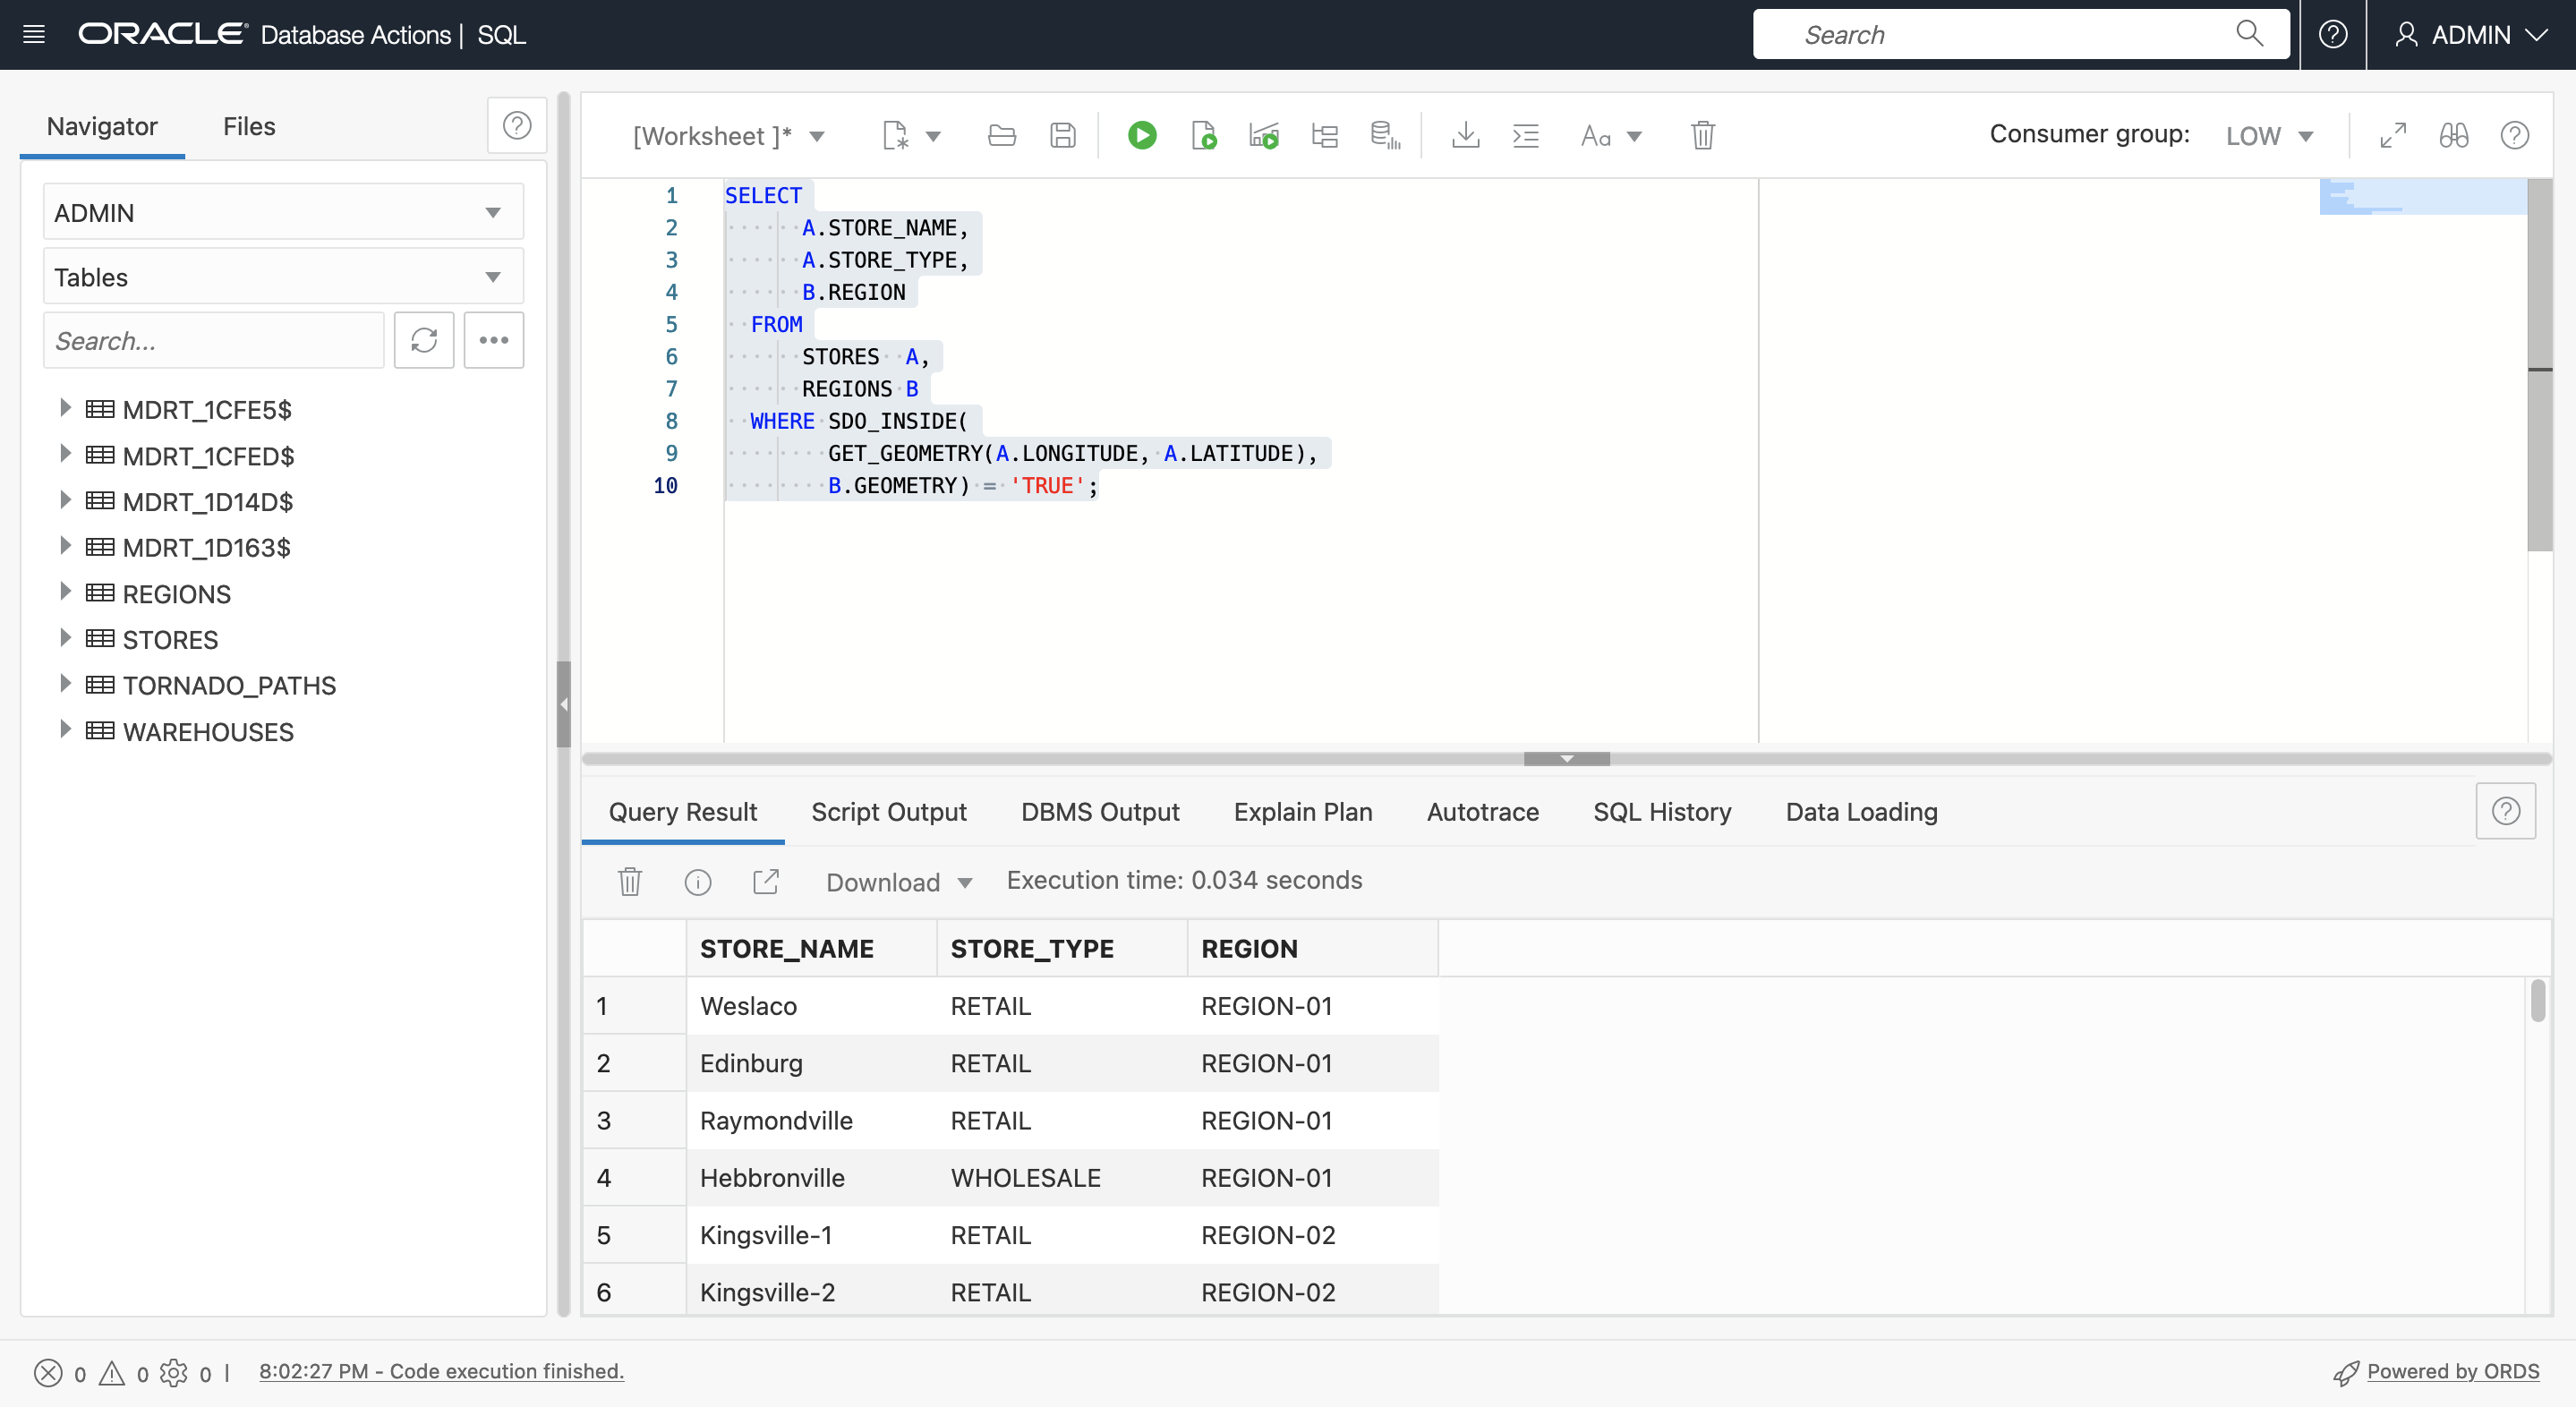 ORACLE Database Actions | SQL
Search
ADMIN
Navigator
Files
ADMIN
Tables
Search...
MDRT_1CFE5$
MDRT_1CFED$
MDRT_1D14D$
MDRT_1D163$
REGIONS
STORES
TORNADO_PATHS
WAREHOUSES
[Worksheet ]*
Aa
Consumer group: LOW
1 SELECT
2 A.STORE_NAME,
3 A.STORE_TYPE,
4 B.REGION
5 FROM
6 STORES  A,
7 REGIONS B
8 WHERE SDO_INSIDE(
9 GET_GEOMETRY(A.LONGITUDE, A.LATITUDE),
10 B.GEOMETRY) = 'TRUE';
Query Result Script Output DBMS Output Explain Plan Autotrace SQL History Data Loading
Download Execution time: 0.034 seconds
STORE_NAME STORE_TYPE REGION
1 Weslaco RETAIL REGION-01
2 Edinburg RETAIL REGION-01
3 Raymondville RETAIL REGION-01
4 Hebbronville WHOLESALE REGION-01
5 Kingsville-1 RETAIL REGION-02
6 Kingsville-2 RETAIL REGION-02
0 0 0 | 8:02:27 PM - Code execution finished.
Powered by ORDS